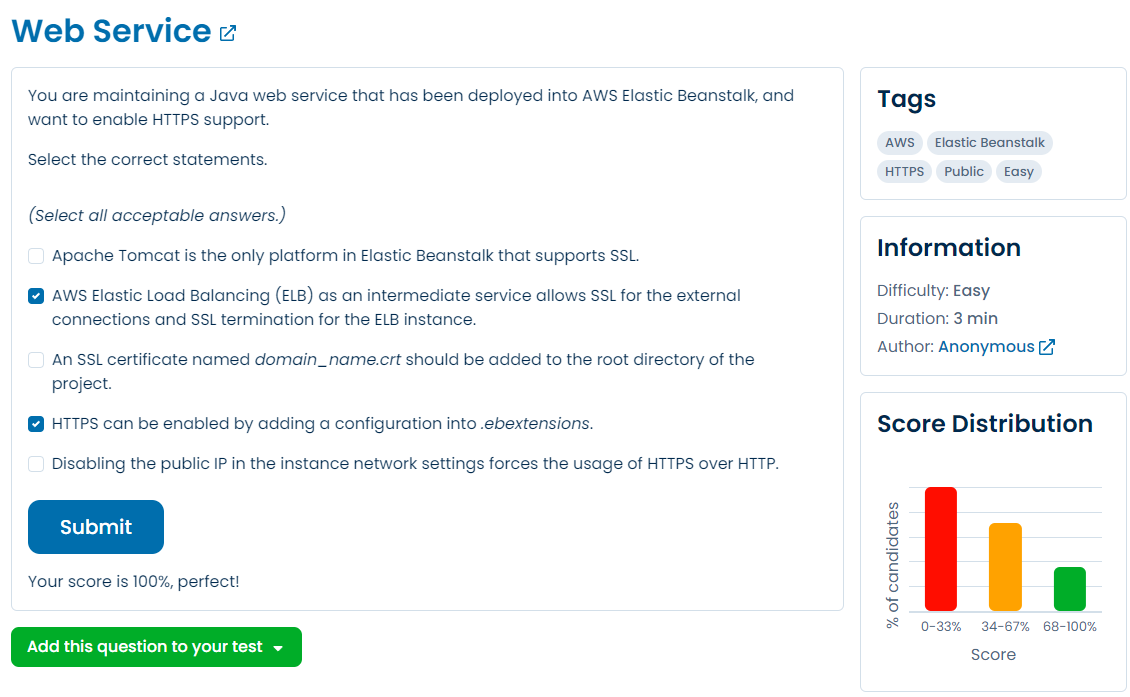 Web Service
You are maintaining a Java web service that has been deployed into AWS Elastic Beanstalk, and
want to enable HTTPS support.
Select the correct statements.
(Select all acceptable answers.)
Apache Tomcat is the only platform in Elastic Beanstalk that supports SSL.
AWS Elastic Load Balancing (ELB) as an intermediate service allows SSL for the external
connections and SSL termination for the ELB instance.
An SSL certificate named domain_name.crt should be added to the root directory of the
project.
HTTPS can be enabled by adding a configuration into .ebextensions.
Disabling the public IP in the instance network settings forces the usage of HTTPS over HTTP.
Submit
Your score is 100%, perfect!
Add this question to your test
Tags
AWS Elastic Beanstalk
HTTPS Public Easy
Information
Difficulty: Easy
Duration: 3 min
Author: Anonymous
Score Distribution
% of candidates
0-33% 34-67% 68-100%
Score